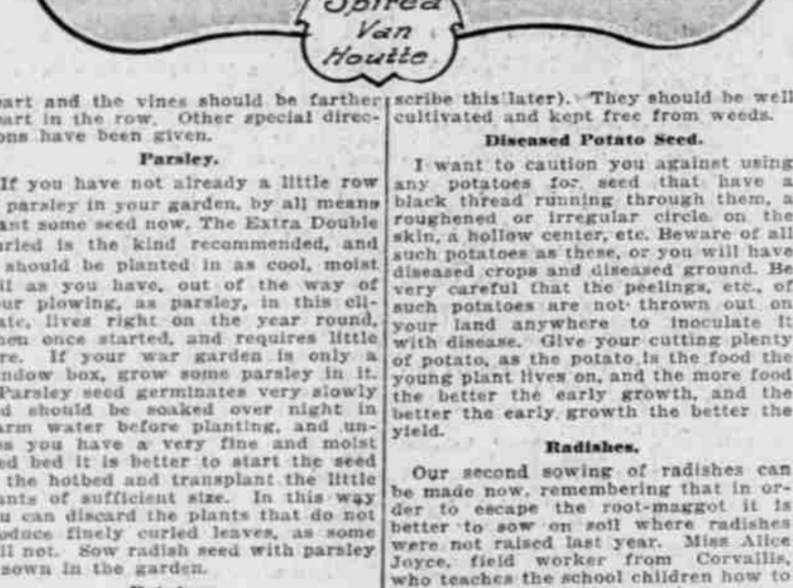 Spirea
Van
Houtte.
part and the vines should be farther
part in the row. Other special direc-
ons have been given.
Parsley.
If you have not already a little row
parsley in your garden, by all means
ant some seed now. The Extra Double
urled is the kind recommended, and
should be planted in as cool, moist
il as you have, out of the way of
ur plowing, as parsley, in this cli-
ate, lives right on the year round,
hen once started, and requires little
re. If your war garden is only a
ndow box, grow some parsley in it.
Parsley seed germinates very slowly
d should be soaked over night in
arm water before planting, and un-
s you have a very fine and moist
ed bed it is better to start the seed
the hotbed and transplant the little
ants of sufficient size. In this way
u can discard the plants that do not
oduce finely curled leaves, as some
ll not. Sow radish seed with parsley
sown in the garden.
scribe this later). They should be well
cultivated and kept free from weeds.
Diseased Potato Seed.
I want to caution you against using
any potatoes for seed that have a
black thread running through them, a
roughened or irregular circle on the
skin, a hollow center, etc. Beware of all
such potatoes as these, or you will have
diseased crops and diseased ground. Be
very careful that the peelings, etc., of
such potatoes are not thrown out on
your land anywhere to inoculate it
with disease. Give your cutting plenty
of potato, as the potato is the food the
young plant lives on, and the more food
the better the early growth, and the
better the early growth the better the
yield.
Radishes.
Our second sowing of radishes can
be made now, remembering that in or-
der to escape the root-maggot it is
better to sow on soil where radishes
were not raised last year. Miss Alice
Joyce, field worker from Corvallis,
who teaches the school children how to